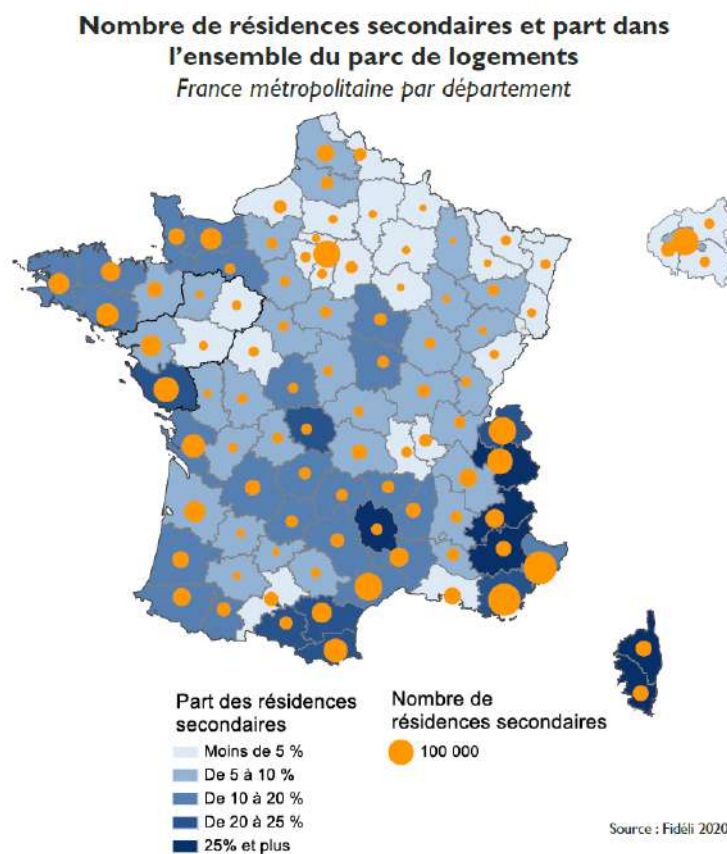 Nombre de résidences secondaires et part dans
l'ensemble du parc de logements
France métropolitaine par département
Part des résidences
secondaires
Moins de 5 %
De 5 à 10 %
De 10 à 20 %
De 20 à 25 %
25% et plus
Nombre de
résidences secondaires
100 000
Source : Fidéli 2020